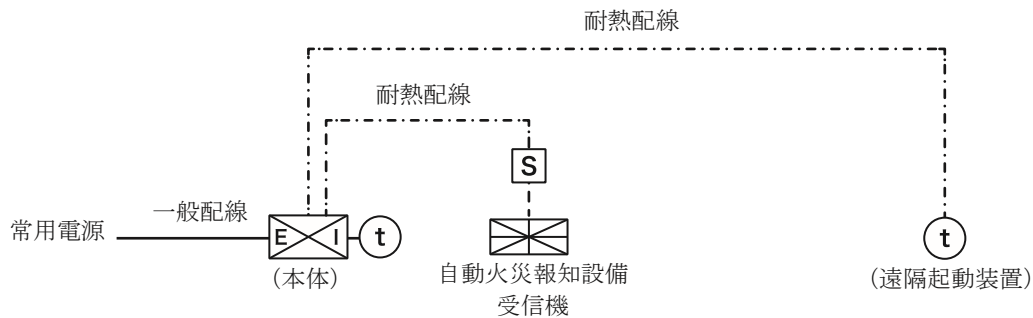 耐熱配線
耐熱配線
S
一般配線
常用電源
E I
t
t
(本体)
自動火災報知設備
受信機
(遠隔起動装置)